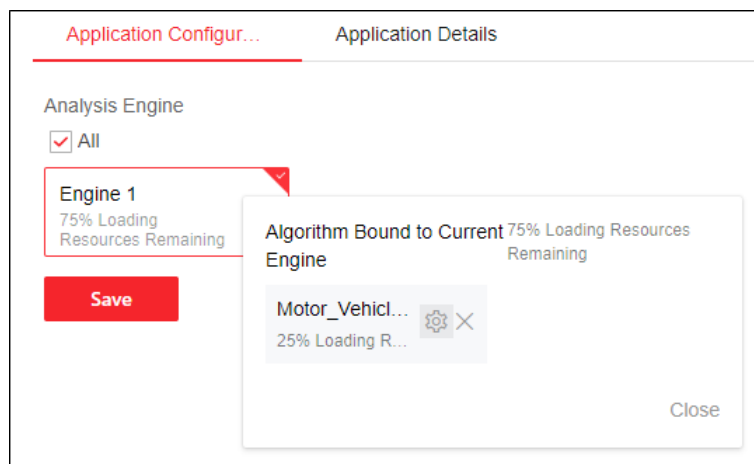 Application Configur...
Application Details
Analysis Engine
All
Engine 1
75% Loading
Resources Remaining
Save
Algorithm Bound to Current
Engine
75% Loading Resources
Remaining
Motor_Vehicl...
25% Loading R...
Close